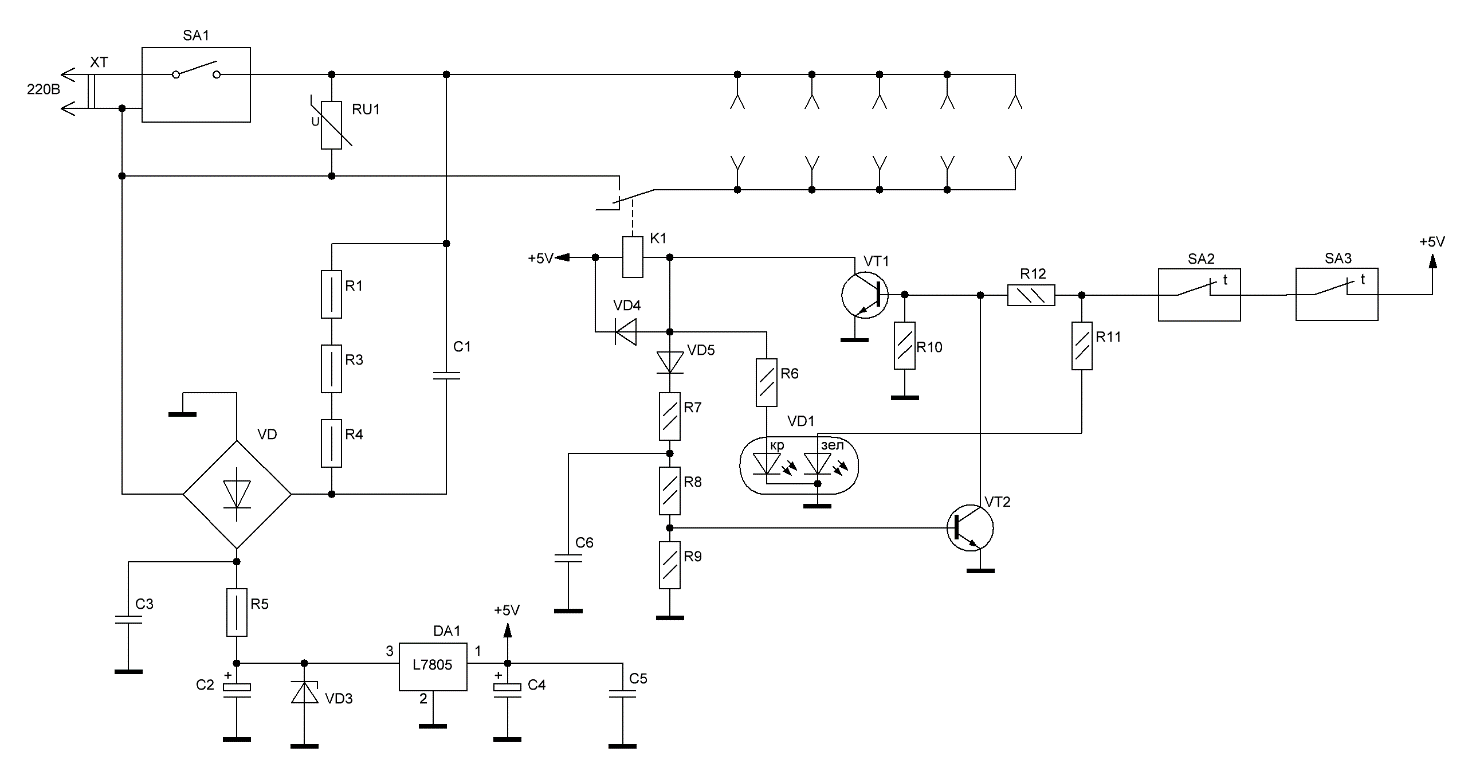 SA1
XT
220В
RU1
U
K1
+5V
VT1
R12
SA2
t
SA3
t
+5V
R1
VD4
R10
R11
R3
C1
VD5
R6
R7
VD1
кр
зел
R4
VD
R8
VT2
C6
R9
C3
R5
+5V
DA1
3
L7805
1
2
+
C2
VD3
+
C4
C5